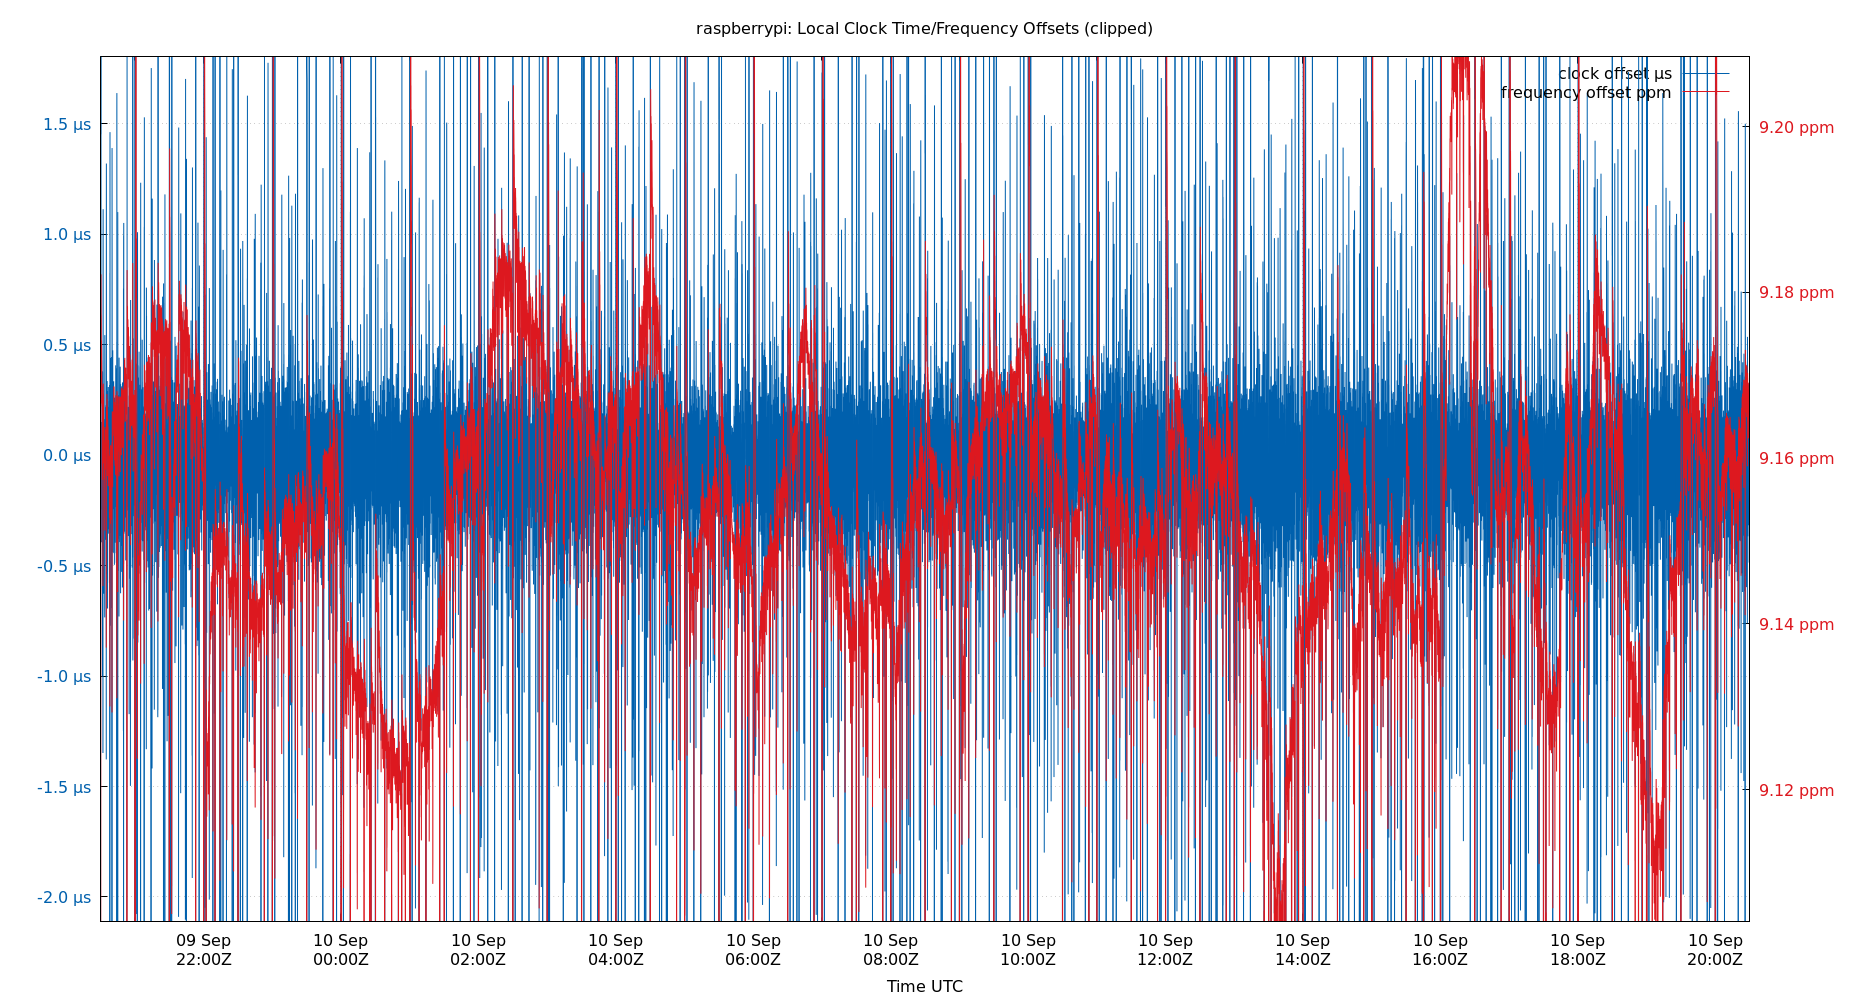 raspberrypi: Local Clock Time/Frequency Offsets (clipped)
clock offset µs
frequency offset ppm
1.5 µs
1.0 µs
0.5 µs
0.0 µs
-0.5 µs
-1.0 µs
-1.5 µs
-2.0 µs
9.20 ppm
9.18 ppm
9.16 ppm
9.14 ppm
9.12 ppm
09 Sep
22:00Z
10 Sep
00:00Z
10 Sep
02:00Z
10 Sep
04:00Z
10 Sep
06:00Z
10 Sep
08:00Z
10 Sep
10:00Z
10 Sep
12:00Z
10 Sep
14:00Z
10 Sep
16:00Z
10 Sep
18:00Z
10 Sep
20:00Z
Time UTC